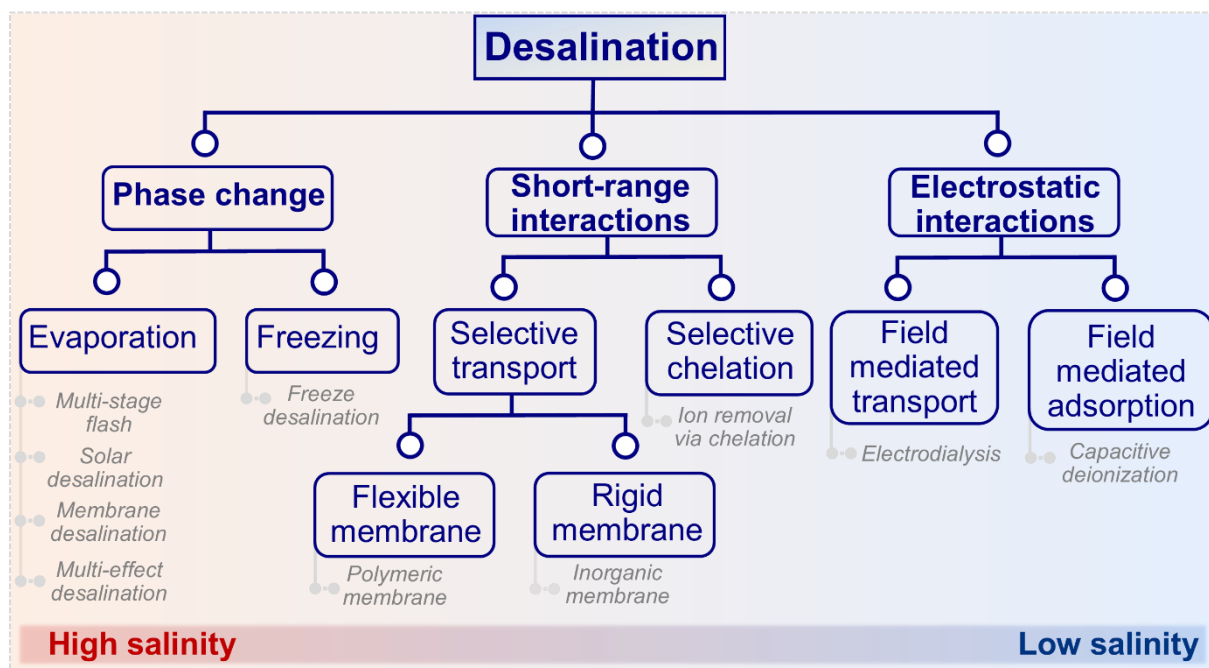 Desalination
Phase change
Short-range
interactions
Electrostatic
interactions
Evaporation
Freezing
Selective
transport
Selective
chelation
Field
mediated
transport
Field
mediated
adsorption
Multi-stage
flash
Solar
desalination
Membrane
desalination
Multi-effect
desalination
Freeze
desalination
Ion removal
via chelation
Electrodialysis
Capacitive
deionization
Flexible
membrane
Rigid
membrane
Polymeric
membrane
Inorganic
membrane
High salinity
Low salinity